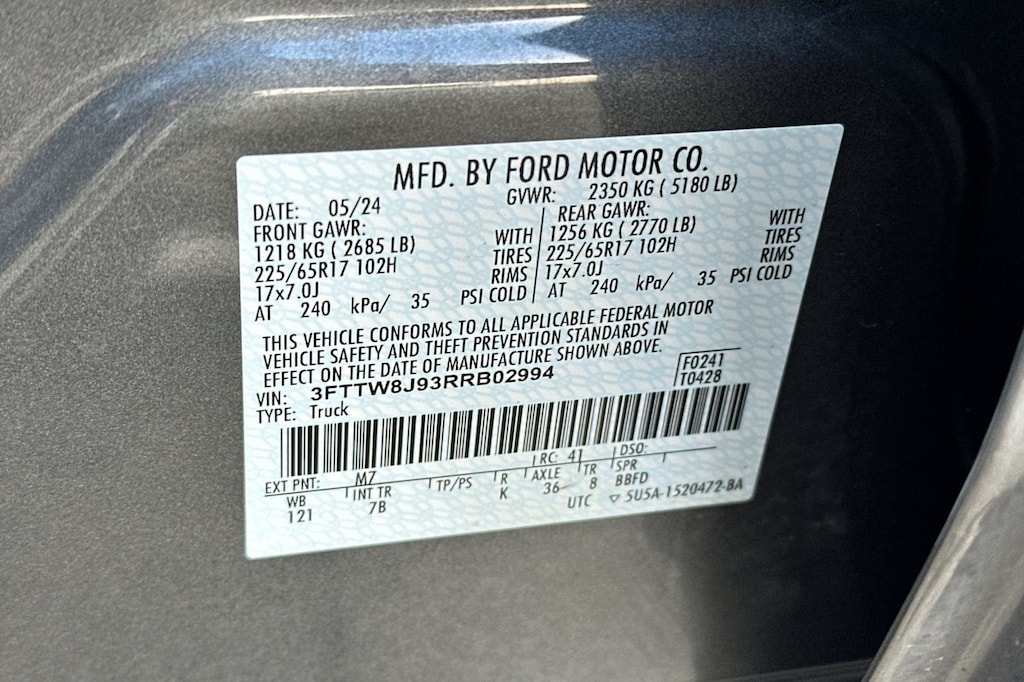 MFD. BY FORD MOTOR CO.
DATE: 05/24 GVWR: 2350 KG ( 5180 LB)
FRONT GAWR: REAR GAWR:
1218 KG ( 2685 LB) WITH 1256 KG ( 2770 LB) WITH
225/65R17 102H TIRES 225/65R17 102H TIRES
17x7.0J RIMS 17x7.0J RIMS
AT 240 kPa/ 35 PSI COLD AT 240 kPa/ 35 PSI COLD
THIS VEHICLE CONFORMS TO ALL APPLICABLE FEDERAL MOTOR
VEHICLE SAFETY AND THEFT PREVENTION STANDARDS IN
EFFECT ON THE DATE OF MANUFACTURE SHOWN ABOVE.
VIN: 3FTTW8J93RRB02994 F0241
TYPE: Truck T0428
EXT PNT: M7 RC: 41 DSO:
WB INT TR TP/PS R AXLE TR SPR
121 7B K 36 8 BBFD
UTC ▽ 5U5A-1520472-BA